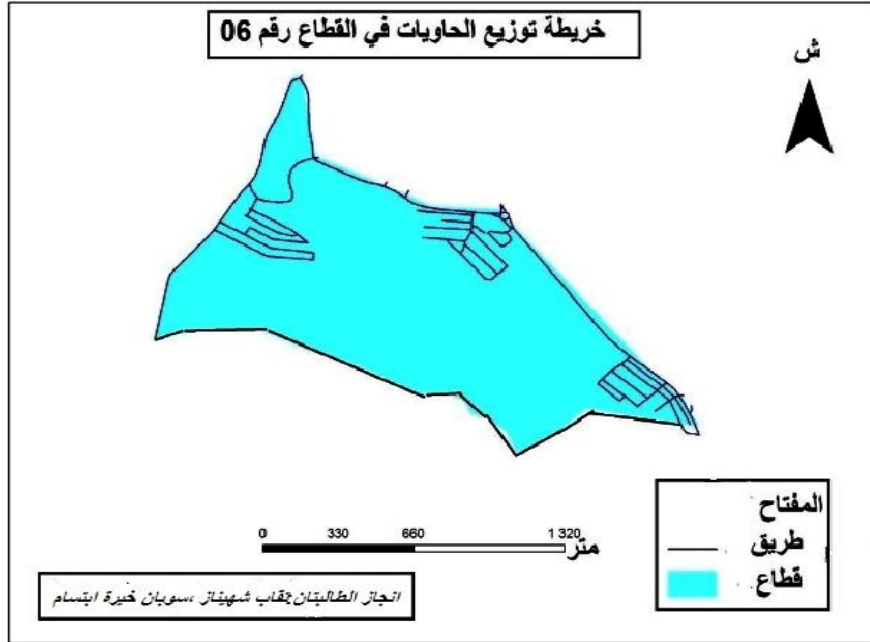 خريطة توزيع الحاويات في القطاع رقم 06
ش
المفتاح
طريق
قطاع
0 330 660 1 320
متر
انجاز الطالبتان شهيناز ،سوبان خيرة ابتسام